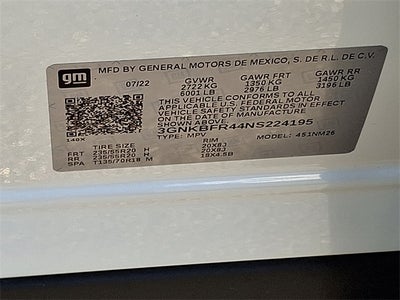 gm
MFD BY GENERAL MOTORS DE MEXICO, S. DE R.L. DE C.V.
07/22 GVWR GAWR FRT GAWR RR
2722 KG 1350 KG 1450 KG
6001 LB 2976 LB 3196 LB
THIS VEHICLE CONFORMS TO ALL
APPLICABLE U.S. FEDERAL MOTOR
VEHICLE SAFETY STANDARDS IN EFFECT
ON THE DATE OF MANUFACTURE
SHOWN ABOVE.
3GNKBFR44NS224195
TYPE: MPV MODEL: 4S1NM26
149X
TIRE SIZE RIM
FRT 235/55R20 H 20X8J
RR 235/55R20 H 20X8J
SPA T135/70R18 M 18X4.5B